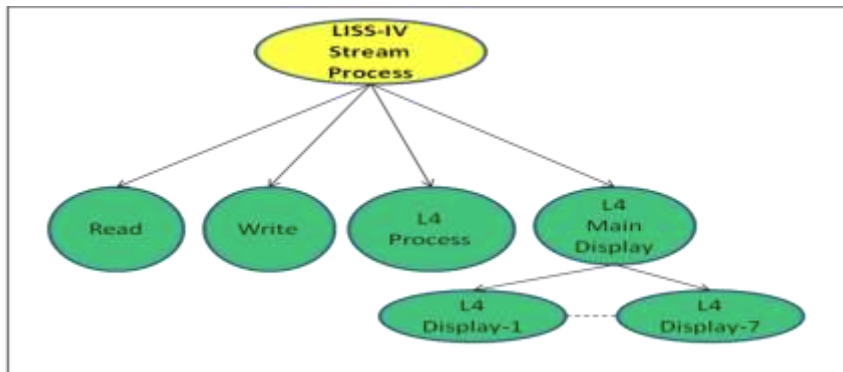 LISS-IV
Stream
Process
Read
Write
L4
Process
L4
Main
Display
L4
Display-1
L4
Display-7